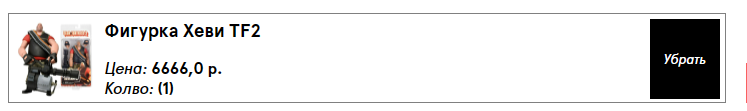 Фигурка Хеви TF2
Цена: 6666,0 р.
Колво: (1)
Убрать